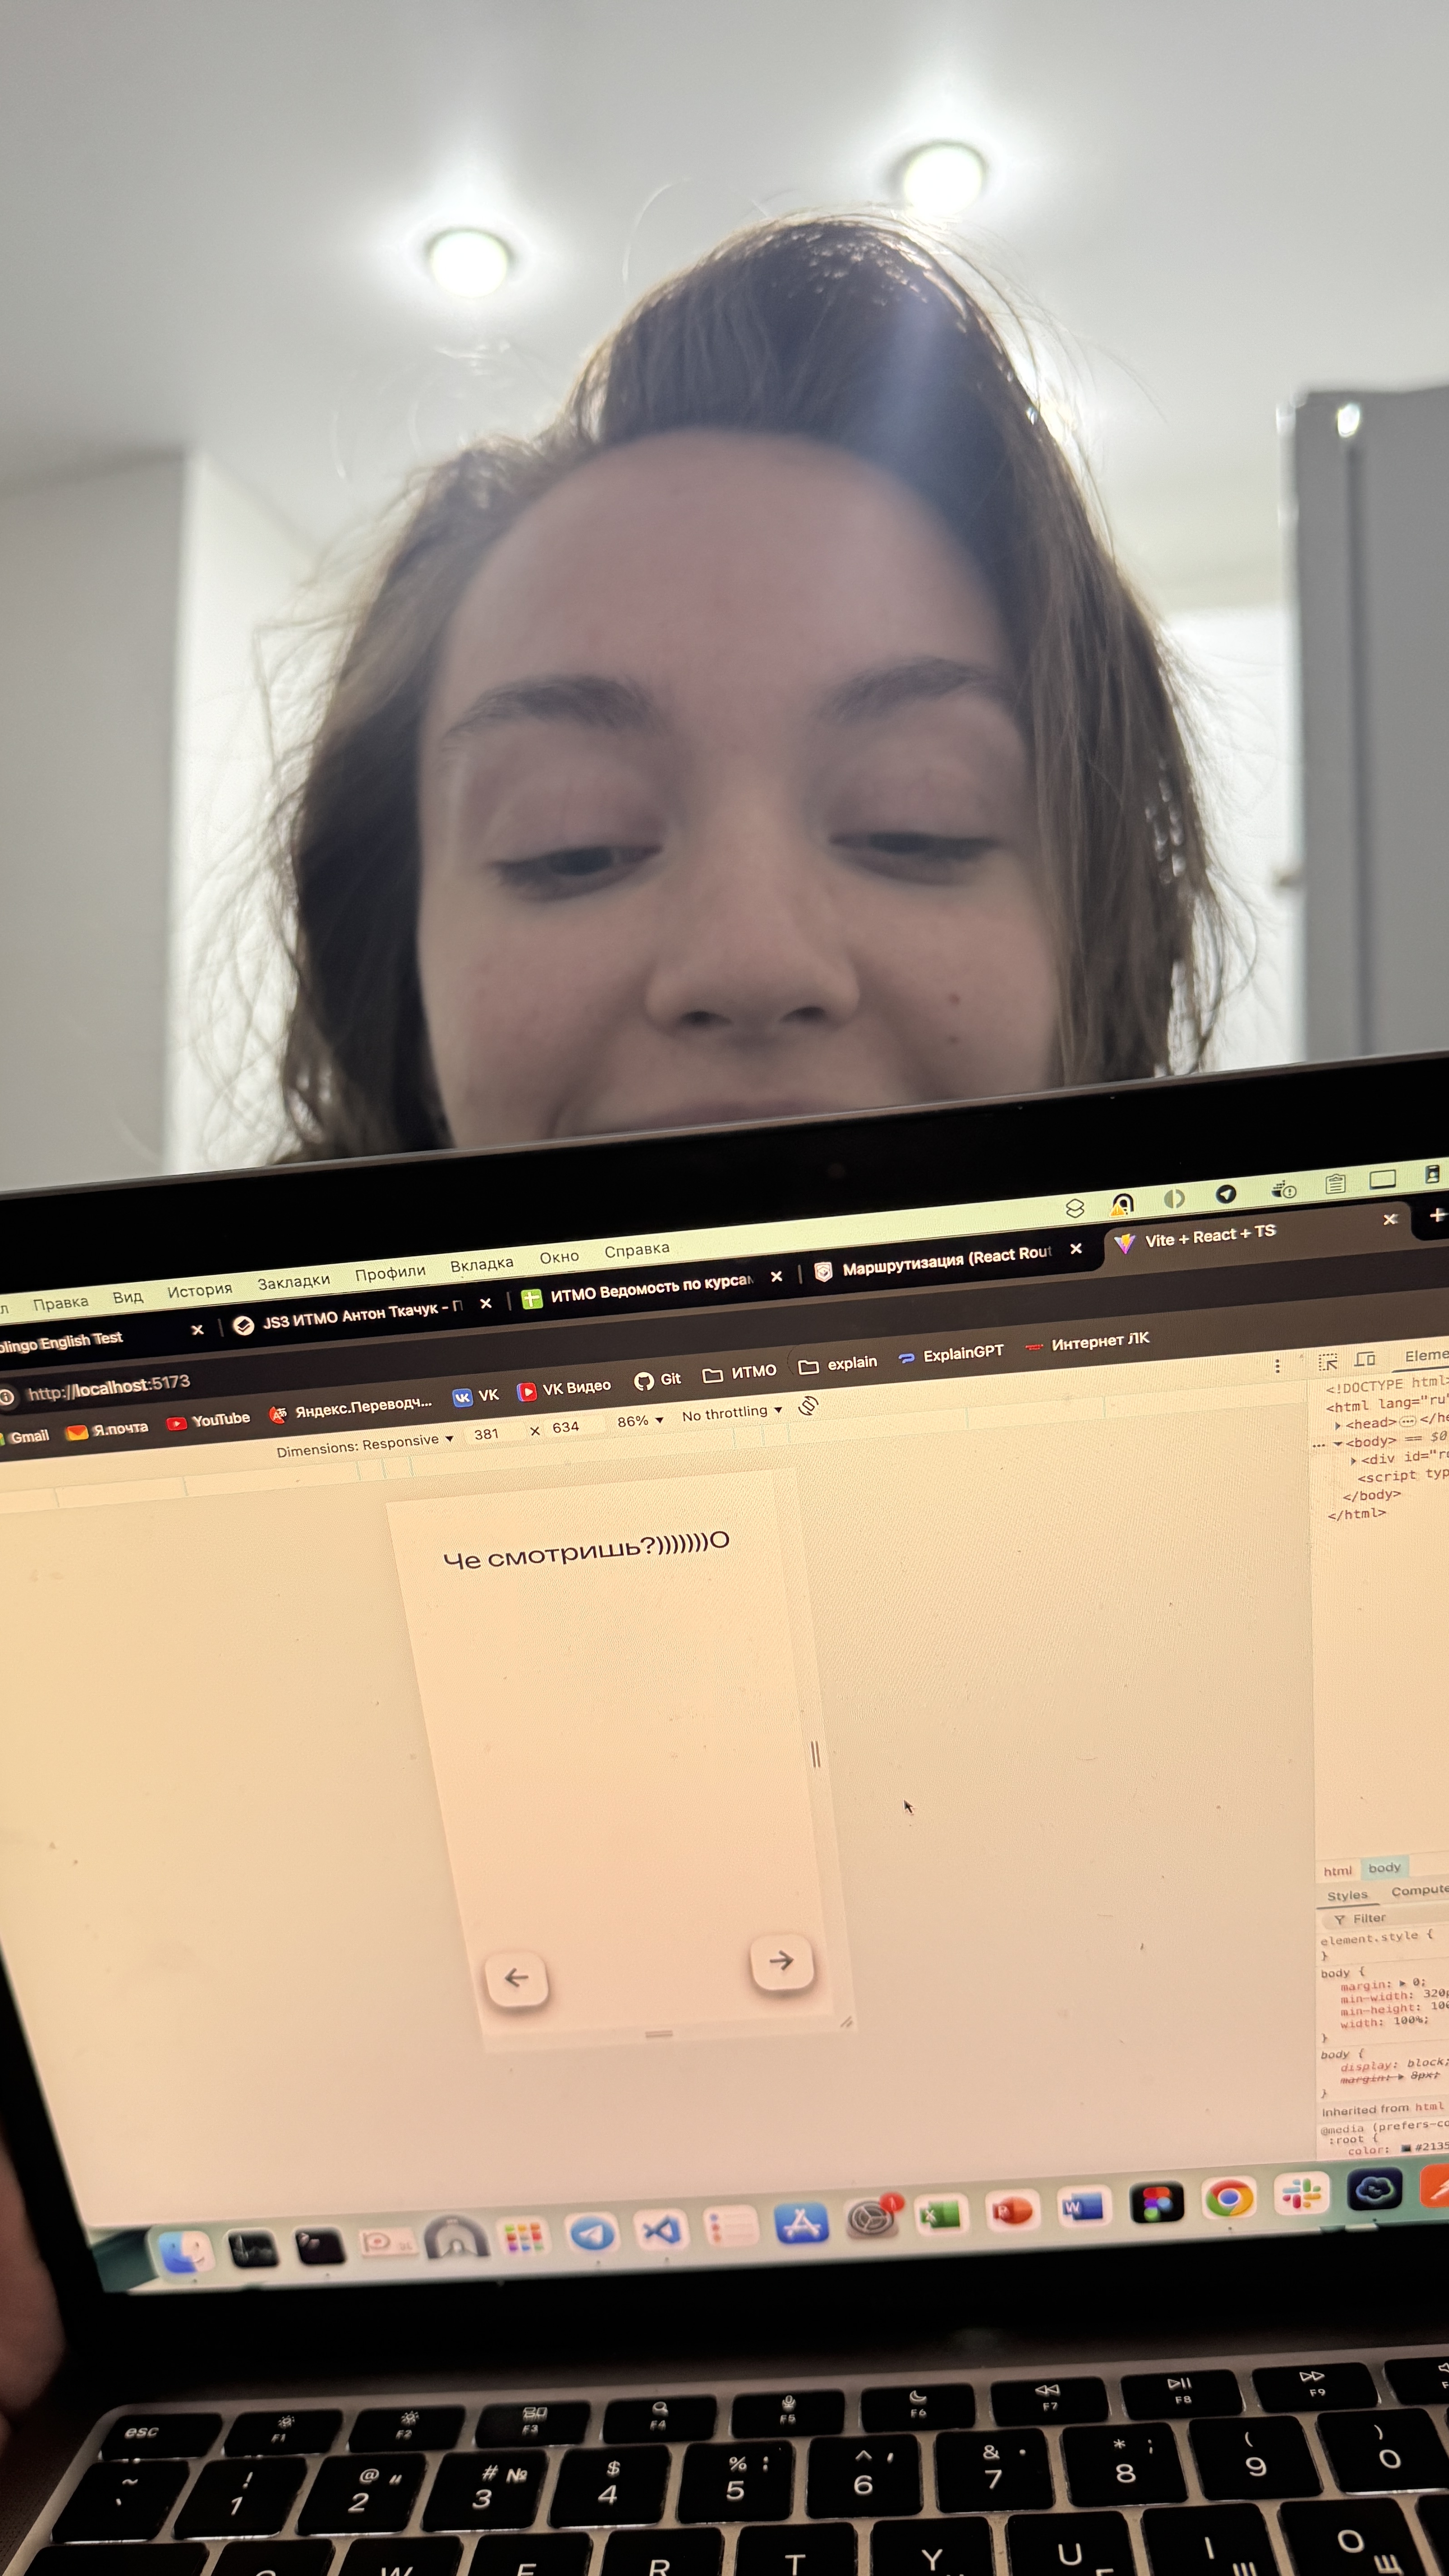 Правка Вид История Закладки Профили Вкладка Окно Справка
English Test
JS3 ИТМО Антон Ткачук - П
ИТМО Ведомость по курсам
Маршрутизация (React Rout
Vite + React + TS
http://localhost:5173
Gmail Я.почта YouTube Яндекс.Переводч... VK VK Видео Git ИТМО explain ExplainGPT Интернет ЛК
Dimensions: Responsive 381 × 634 86% No throttling
Че смотришь?)))))))О
Eleme
<!DOCTYPE html>
<html lang="ru"
<head> ... </he
... <body> == $0
<div id="ro
<script typ
</body>
</html>
html body
Styles Compute
Filter
element.style {
}
body {
margin: 0;
min-width: 320p
min-height: 100
width: 100%;
}
body {
display: block;
margin: 8px;
}
Inherited from html
@media (prefers-co
:root {
color: #2135
esc F1 F2 F3 F4 F5 F6 F7 F8 F9
~ ! @ " # № $ % : ^ , & . * ; ( )
` 1 2 3 4 5 6 7 8 9 0
W E R T Y U I Ш O Щ